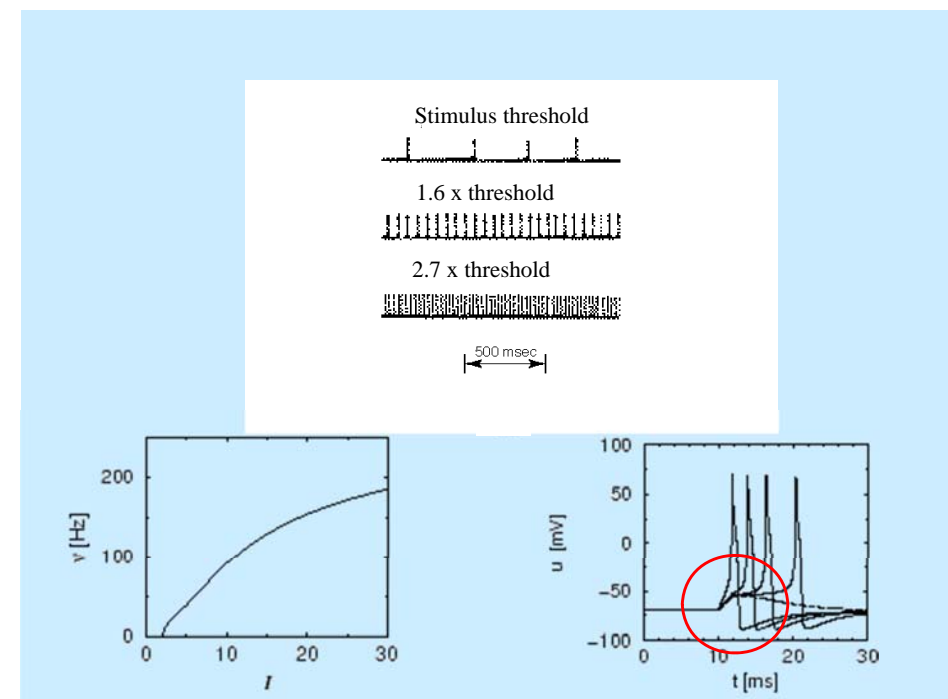 Stimulus threshold
1.6 x threshold
2.7 x threshold
500 msec
200
100
0
ν [Hz]
0 10 20 30
I
100
50
0
−50
−100
u [mV]
0 10 20 30
t [ms]